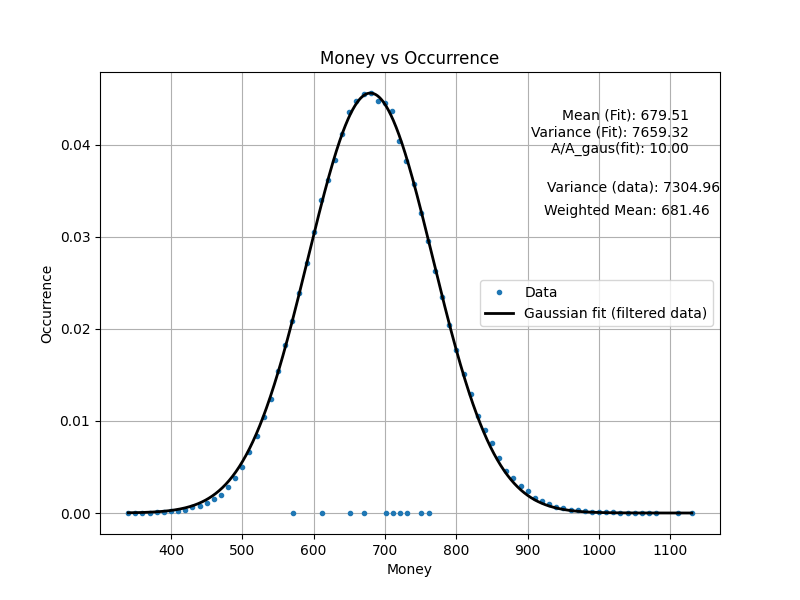 Money vs Occurrence
Mean (Fit): 679.51
Variance (Fit): 7659.32
A/A_gaus(fit): 10.00
Variance (data): 7304.96
Weighted Mean: 681.46
Data
Gaussian fit (filtered data)
Occurrence
0.04
0.03
0.02
0.01
0.00
400 500 600 700 800 900 1000 1100
Money